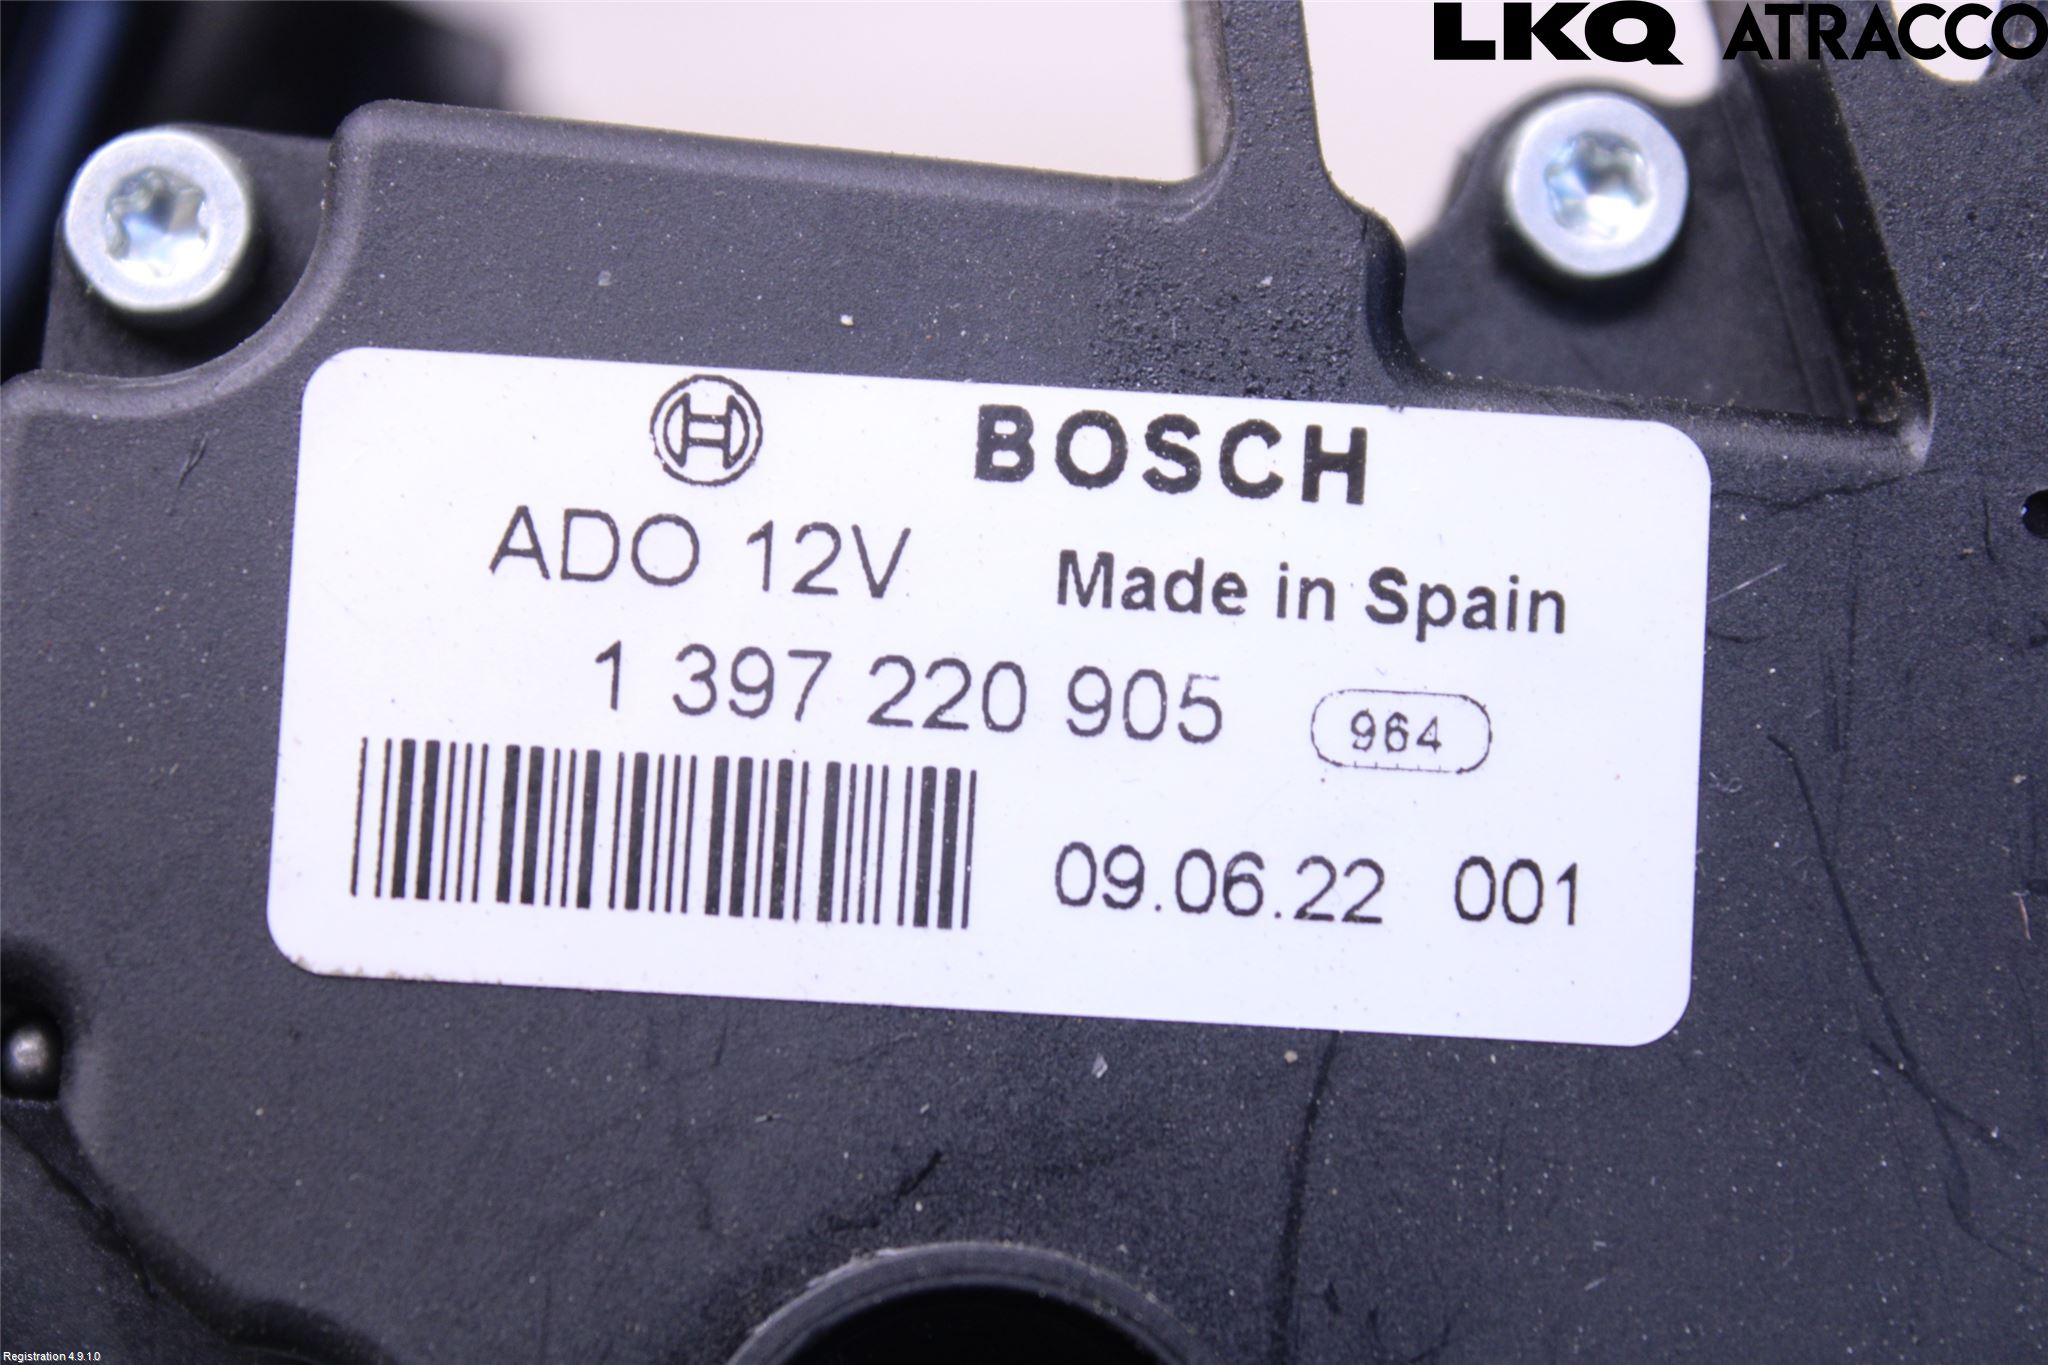 LKQ ATRACCO
BOSCH
ADO 12V
Made in Spain
1 397 220 905
964
09.06.22 001
Registration 4.9.1.0